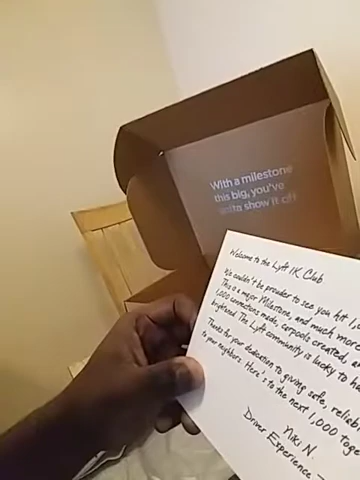 With a milestone
this big, you've
gotta show it off.
Welcome to the Lyft 1K Club
We couldn't be prouder to see you hit 1,
This is a major Milestone, and much more
1,000 connections made, carpools created, a
brightened. The Lyft community is lucky to ha
Thanks for your dedication to giving safe, reliab
to your neighbors. Here's to the next 1,000 toge
Niki N.
Driver Experience